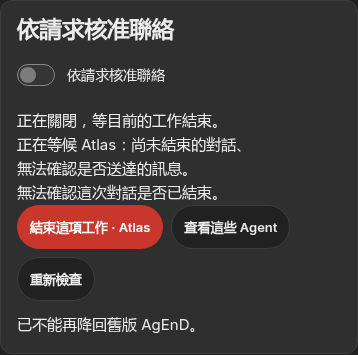 依請求核准聯絡
依請求核准聯絡
正在關閉，等目前的工作結束。
正在等候 Atlas：尚未結束的對話、
無法確認是否送達的訊息。
無法確認這次對話是否已結束。
結束這項工作 · Atlas
查看這些 Agent
重新檢查
已不能再降回舊版 AgEnD。